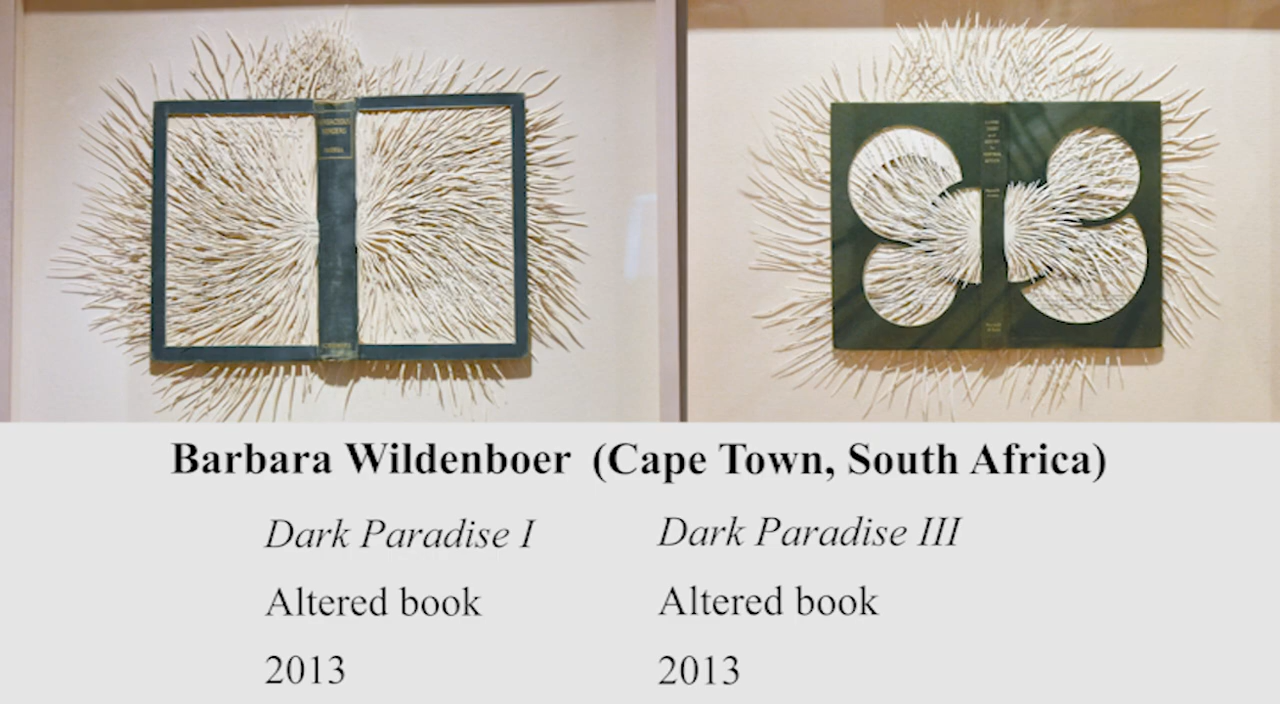 Barbara Wildenboer (Cape Town, South Africa)
Dark Paradise I
Dark Paradise III
Altered book
Altered book
2013
2013